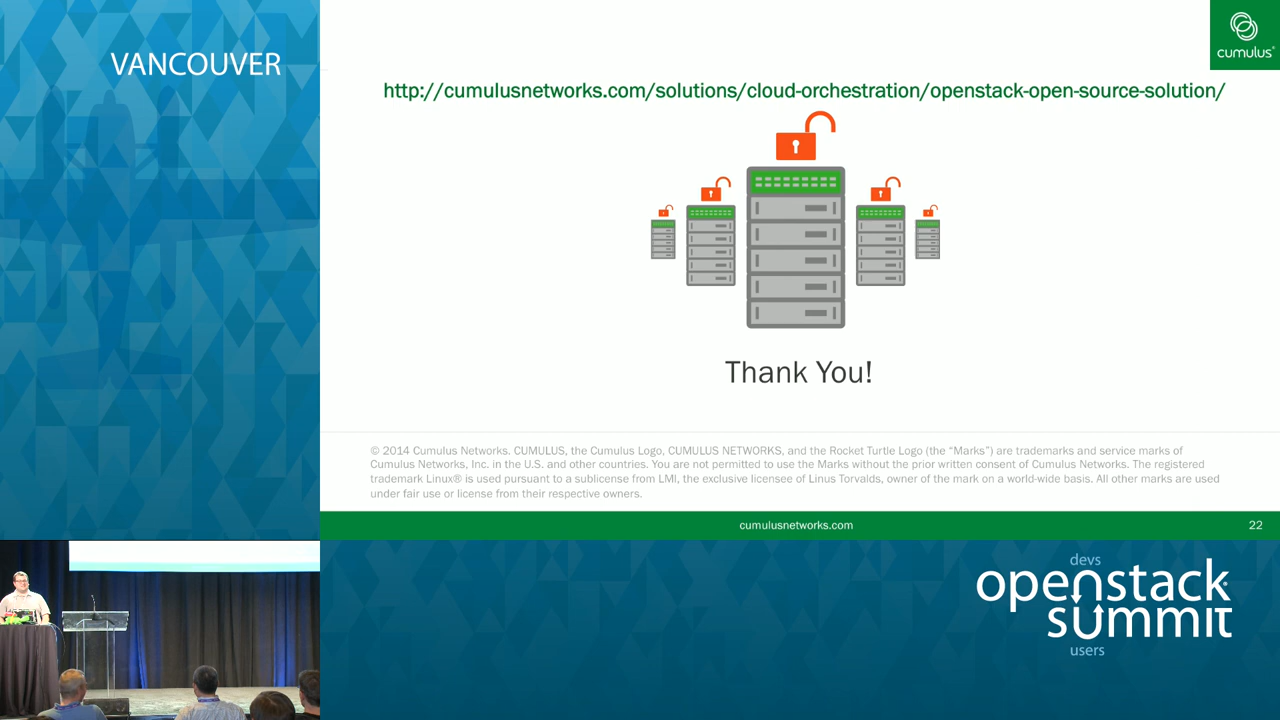 VANCOUVER
cumulus®
http://cumulusnetworks.com/solutions/cloud-orchestration/openstack-open-source-solution/
Thank You!
© 2014 Cumulus Networks. CUMULUS, the Cumulus Logo, CUMULUS NETWORKS, and the Rocket Turtle Logo (the “Marks”) are trademarks and service marks of
Cumulus Networks, Inc. in the U.S. and other countries. You are not permitted to use the Marks without the prior written consent of Cumulus Networks. The registered
trademark Linux® is used pursuant to a sublicense from LMI, the exclusive licensee of Linus Torvalds, owner of the mark on a world-wide basis. All other marks are used
under fair use or license from their respective owners.
cumulusnetworks.com 22
devs
openstack®
summit
users